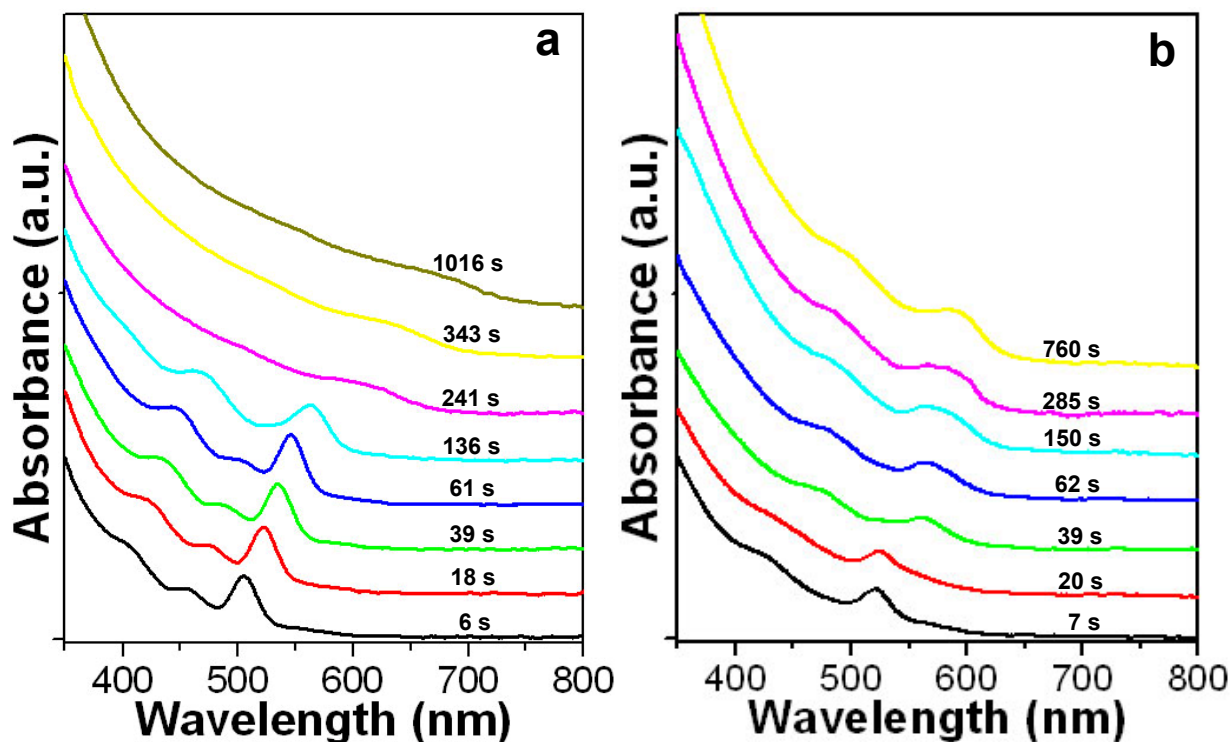 a
Absorbance (a.u.)
1016 s
343 s
241 s
136 s
61 s
39 s
18 s
6 s
400 500 600 700 800
Wavelength (nm)
b
Absorbance (a.u.)
760 s
285 s
150 s
62 s
39 s
20 s
7 s
400 500 600 700 800
Wavelength (nm)